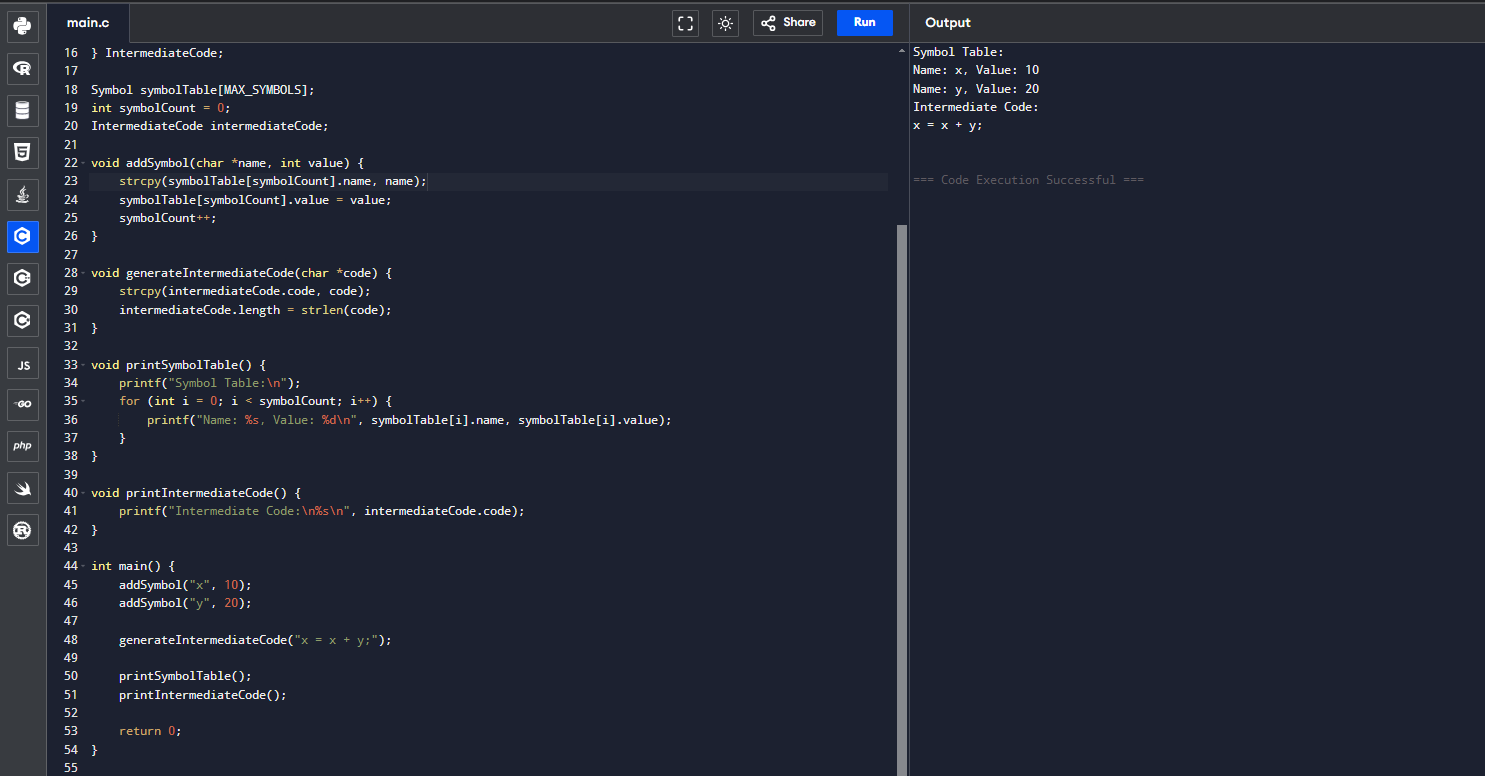 main.c
Share
Run
Output
16 } IntermediateCode;
17
18 Symbol symbolTable[MAX_SYMBOLS];
19 int symbolCount = 0;
20 IntermediateCode intermediateCode;
21
22 void addSymbol(char *name, int value) {
23     strcpy(symbolTable[symbolCount].name, name);
24     symbolTable[symbolCount].value = value;
25     symbolCount++;
26 }
27
28 void generateIntermediateCode(char *code) {
29     strcpy(intermediateCode.code, code);
30     intermediateCode.length = strlen(code);
31 }
32
33 void printSymbolTable() {
34     printf("Symbol Table:\n");
35     for (int i = 0; i < symbolCount; i++) {
36         printf("Name: %s, Value: %d\n", symbolTable[i].name, symbolTable[i].value);
37     }
38 }
39
40 void printIntermediateCode() {
41     printf("Intermediate Code:\n%s\n", intermediateCode.code);
42 }
43
44 int main() {
45     addSymbol("x", 10);
46     addSymbol("y", 20);
47
48     generateIntermediateCode("x = x + y;");
49
50     printSymbolTable();
51     printIntermediateCode();
52
53     return 0;
54 }
55
Symbol Table:
Name: x, Value: 10
Name: y, Value: 20
Intermediate Code:
x = x + y;
=== Code Execution Successful ===
JS
GO
php